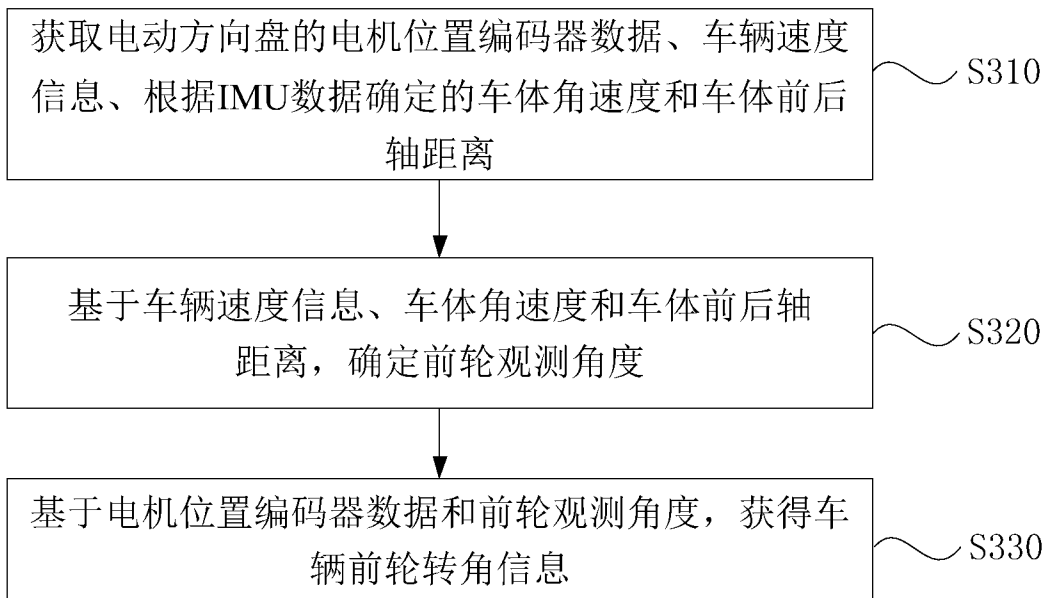 获取电动方向盘的电机位置编码器数据、车辆速度
信息、根据IMU数据确定的车体角速度和车体前后
轴距离
S310
基于车辆速度信息、车体角速度和车体前后轴
距离，确定前轮观测角度
S320
基于电机位置编码器数据和前轮观测角度，获得车
辆前轮转角信息
S330